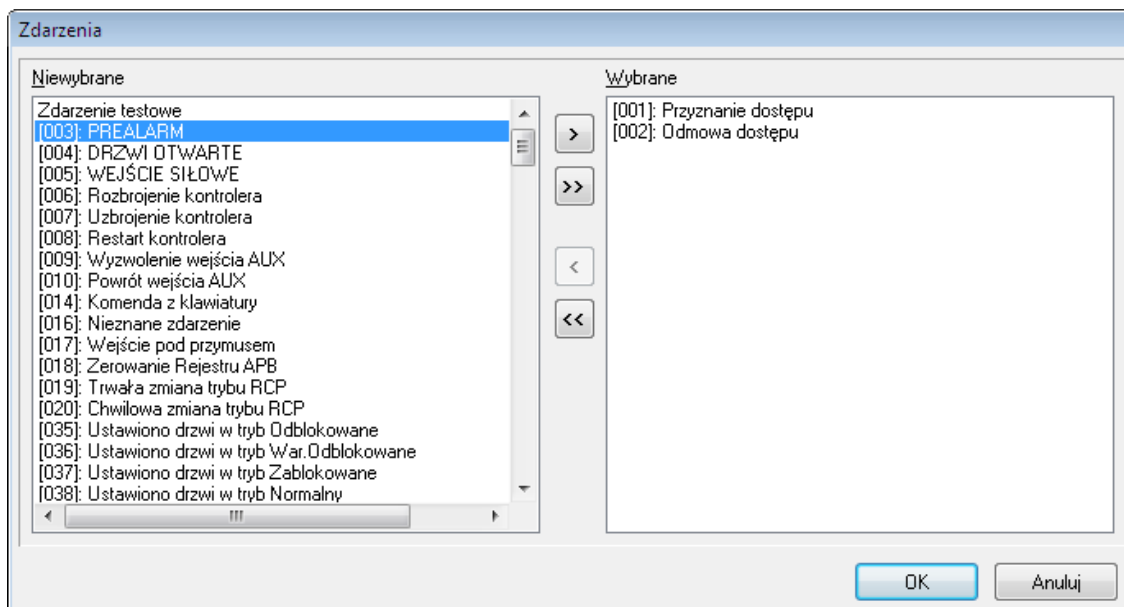 Zdarzenia
Niewybrane
Zdarzenie testowe
[003]: PREALARM
[004]: DRZWI OTWARTE
[005]: WEJŚCIE SIŁOWE
[006]: Rozbrojenie kontrolera
[007]: Uzbrojenie kontrolera
[008]: Restart kontrolera
[009]: Wyzwolenie wejścia AUX
[010]: Powrót wejścia AUX
[014]: Komenda z klawiatury
[016]: Nieznane zdarzenie
[017]: Wejście pod przymusem
[018]: Zerowanie Rejestru APB
[019]: Trwała zmiana trybu RCP
[020]: Chwilowa zmiana trybu RCP
[035]: Ustawiono drzwi w tryb Odblokowane
[036]: Ustawiono drzwi w tryb War.Odblokowane
[037]: Ustawiono drzwi w tryb Zablokowane
[038]: Ustawiono drzwi w tryb Normalny
>
>>
<
<<
Wybrane
[001]: Przyznanie dostępu
[002]: Odmowa dostępu
OK
Anuluj